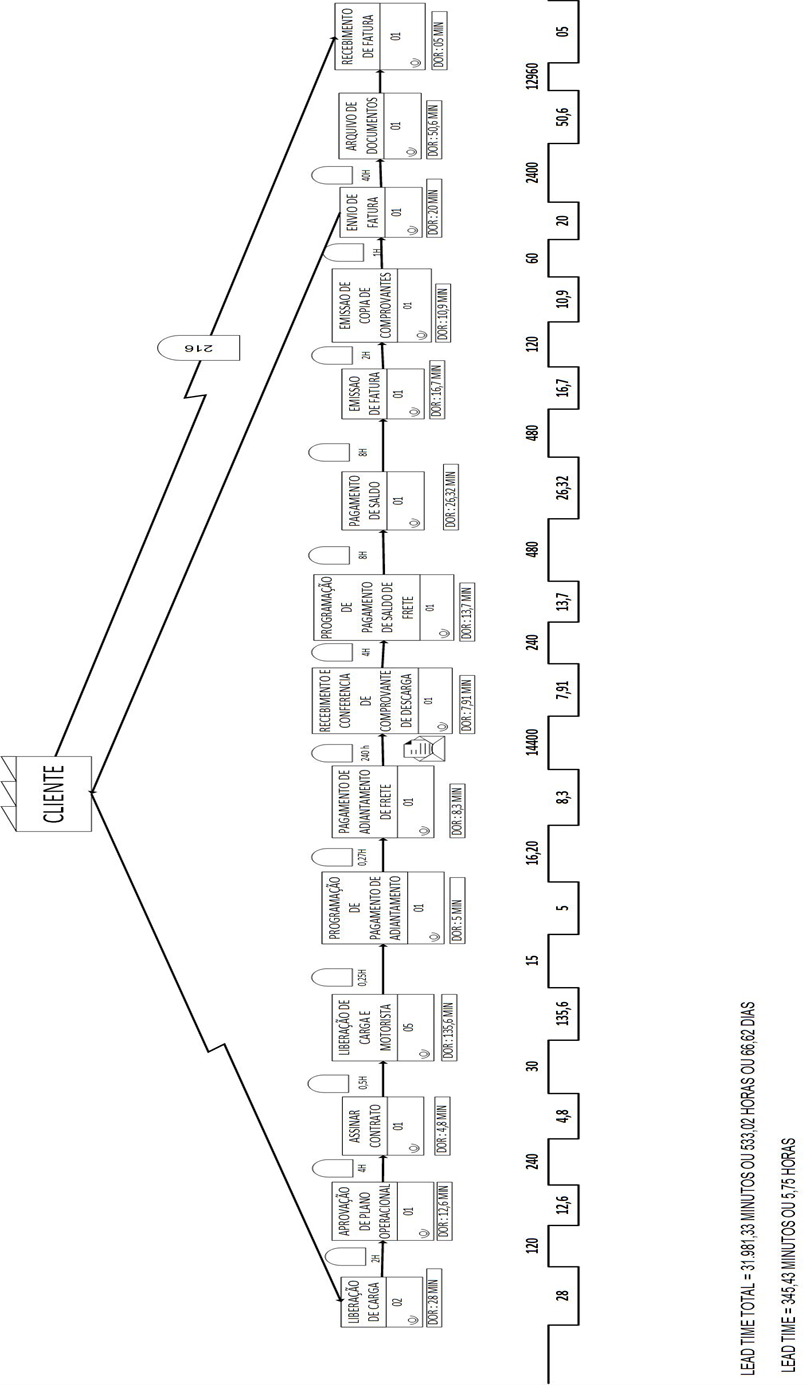 CLIENTE
216
LIBERAÇÃO
DE CARGA
02
DOR: 28 MIN
2H
APROVAÇÃO
DE PLANO
OPERACIONAL
01
DOR: 12,6 MIN
4H
ASSINAR
CONTRATO
01
DOR: 4,8 MIN
0,5H
LIBERAÇÃO DE
CARGA E
MOTORISTA
05
DOR: 135,6 MIN
0,25H
PROGRAMAÇÃO
DE
PAGAMENTO DE
ADIANTAMENTO
01
DOR: 5 MIN
0,27H
PAGAMENTO DE
ADIANTAMENTO
DE FRETE
01
DOR: 8,3 MIN
240 h
RECEBIMENTO E
CONFERENCIA
DE
COMPROVANTE
DE DESCARGA
01
DOR: 7,91 MIN
4H
PROGRAMAÇÃO
DE
PAGAMENTO
DE SALDO DE
FRETE
01
DOR: 13,7 MIN
8H
PAGAMENTO
DE SALDO
01
DOR: 26,32 MIN
8H
EMISSAO
DE FATURA
01
DOR: 16,7 MIN
2H
EMISSAO DE
COPIA DE
COMPROVANTES
01
DOR: 10,9 MIN
1H
ENVIO DE
FATURA
01
DOR: 20 MIN
40H
ARQUIVO DE
DOCUMENTOS
01
DOR: 50,6 MIN
RECEBIMENTO
DE FATURA
01
DOR: 05 MIN
120 240 30 15 16,20 14400 240 480 480 120 60 2400 12960
28 12,6 4,8 135,6 5 8,3 7,91 13,7 26,32 16,7 10,9 20 50,6 05
LEAD TIME TOTAL = 31.981,33 MINUTOS OU 533,02 HORAS OU 66,62 DIAS
LEAD TIME = 345,43 MINUTOS OU 5,75 HORAS